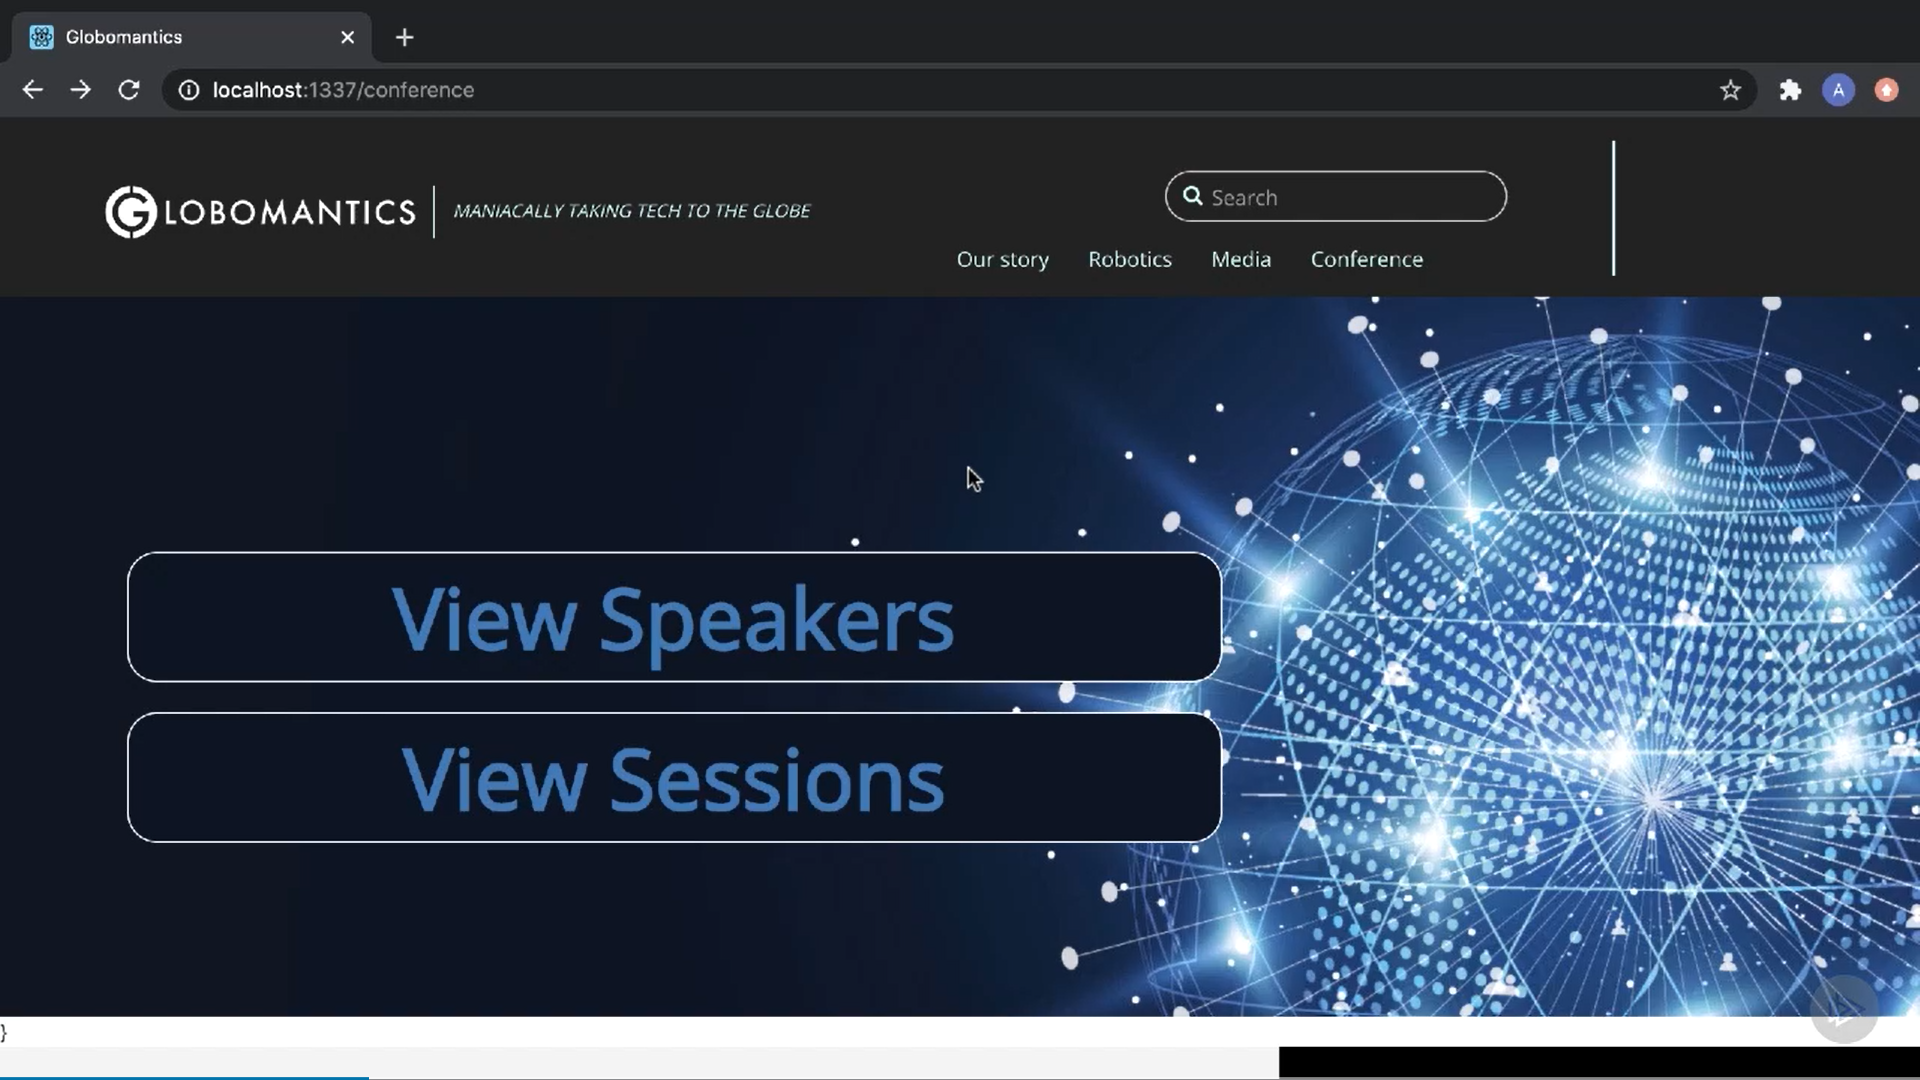 Globomantics
localhost:1337/conference
A
GLOBOMANTICS
MANIACALLY TAKING TECH TO THE GLOBE
Search
Our story Robotics Media Conference
View Speakers
View Sessions
}